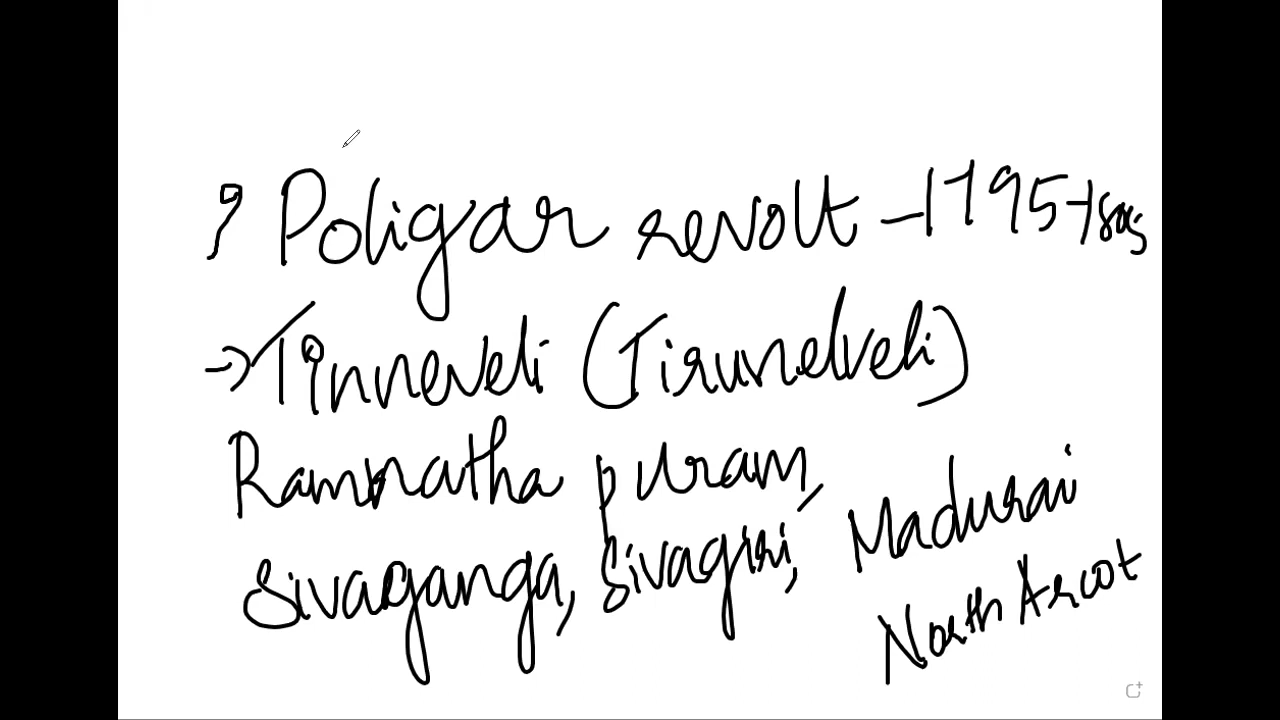 9 Poligar revolt - 1795-1805
→ Tinneveli (Tirunelveli)
Ramnatha puram,
Sivaganga, Sivagiri, Madurai
North Arcot